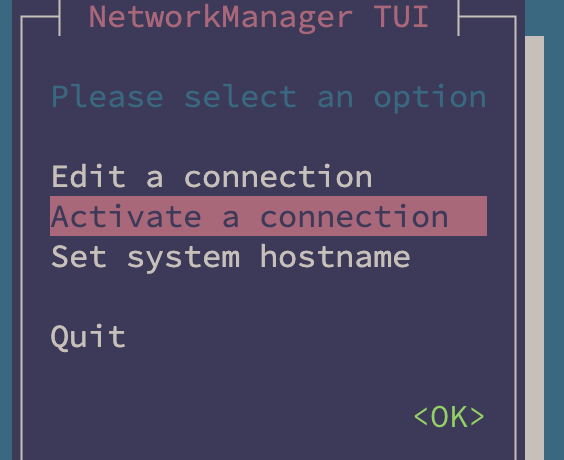 NetworkManager TUI
Please select an option
Edit a connection
Activate a connection
Set system hostname
Quit
<OK>